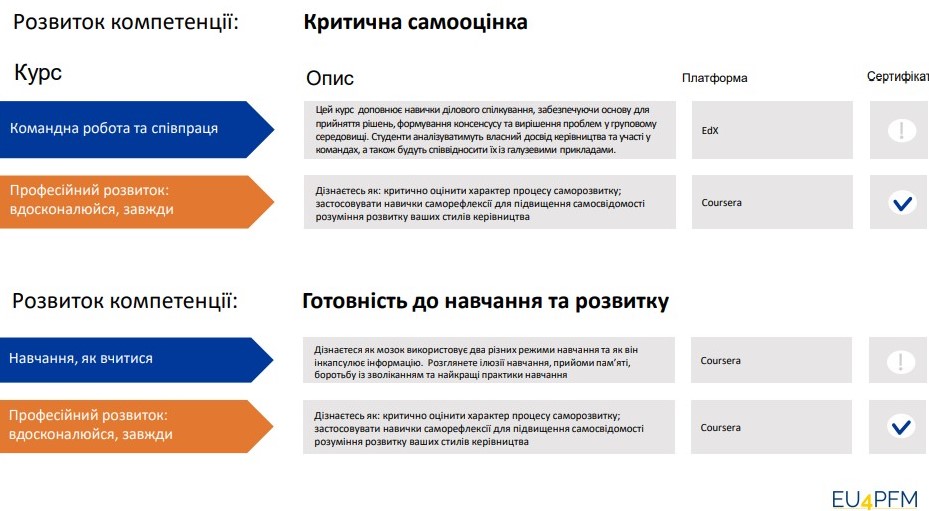 Розвиток компетенції: Критична самооцінка
Курс Опис Платформа Сертифікат
Командна робота та співпраця
Цей курс доповнює навички ділового спілкування, забезпечуючи основу для
прийняття рішень, формування консенсусу та вирішення проблем у груповому
середовищі. Студенти аналізуватимуть власний досвід керівництва та участі у
командах, а також будуть співвідносити їх із галузевими прикладами.
EdX
Професійний розвиток:
вдосконалюйся, завжди
Дізнаєтесь як: критично оцінити характер процесу саморозвитку;
застосовувати навички саморефлексії для підвищення самосвідомості
розуміння розвитку ваших стилів керівництва
Coursera
Розвиток компетенції: Готовність до навчання та розвитку
Навчання, як вчитися
Дізнаєтеся як мозок використовує два різних режими навчання та як він
інкапсулює інформацію. Розглянете ілюзії навчання, прийоми пам’яті,
боротьбу із зволіканням та найкращі практики навчання
Coursera
Професійний розвиток:
вдосконалюйся, завжди
Дізнаєтесь як: критично оцінити характер процесу саморозвитку;
застосовувати навички саморефлексії для підвищення самосвідомості
розуміння розвитку ваших стилів керівництва
Coursera
EU4PFM